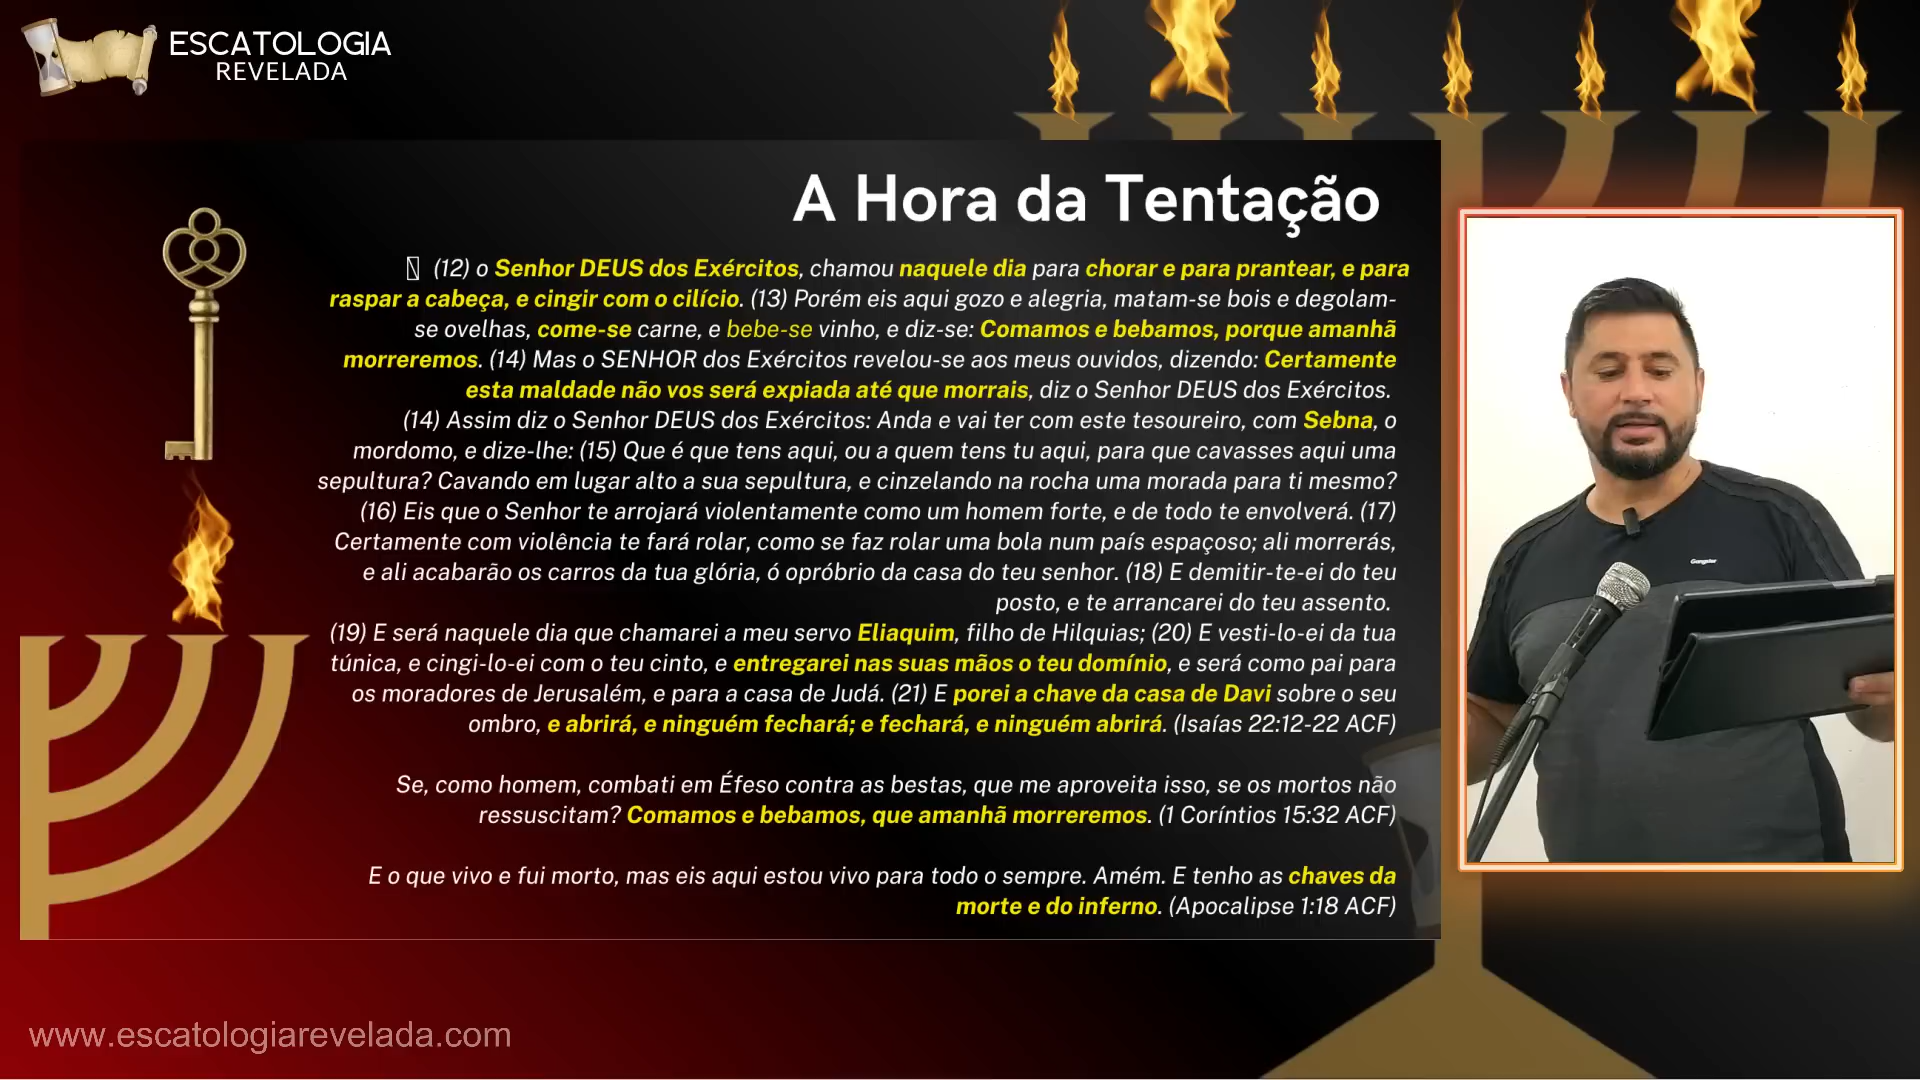 ESCATOLOGIA
REVELADA
A Hora da Tentação
(12) o Senhor DEUS dos Exércitos, chamou naquele dia para chorar e para prantear, e para
raspar a cabeça, e cingir com o cilício. (13) Porém eis aqui gozo e alegria, matam-se bois e degolam-
se ovelhas, come-se carne, e bebe-se vinho, e diz-se: Comamos e bebamos, porque amanhã
morreremos. (14) Mas o SENHOR dos Exércitos revelou-se aos meus ouvidos, dizendo: Certamente
esta maldade não vos será expiada até que morrais, diz o Senhor DEUS dos Exércitos.
(14) Assim diz o Senhor DEUS dos Exércitos: Anda e vai ter com este tesoureiro, com Sebna, o
mordomo, e dize-lhe: (15) Que é que tens aqui, ou a quem tens tu aqui, para que cavasses aqui uma
sepultura? Cavando em lugar alto a sua sepultura, e cinzelando na rocha uma morada para ti mesmo?
(16) Eis que o Senhor te arrojará violentamente como um homem forte, e de todo te envolverá. (17)
Certamente com violência te fará rolar, como se faz rolar uma bola num país espaçoso; ali morrerás,
e ali acabarão os carros da tua glória, ó opróbrio da casa do teu senhor. (18) E demitir-te-ei do teu
posto, e te arrancarei do teu assento.
(19) E será naquele dia que chamarei a meu servo Eliaquim, filho de Hilquias; (20) E vesti-lo-ei da tua
túnica, e cingi-lo-ei com o teu cinto, e entregarei nas suas mãos o teu domínio, e será como pai para
os moradores de Jerusalém, e para a casa de Judá. (21) E porei a chave da casa de Davi sobre o seu
ombro, e abrirá, e ninguém fechará; e fechará, e ninguém abrirá. (Isaías 22:12-22 ACF)
Se, como homem, combati em Éfeso contra as bestas, que me aproveita isso, se os mortos não
ressuscitam? Comamos e bebamos, que amanhã morreremos. (1 Coríntios 15:32 ACF)
E o que vivo e fui morto, mas eis aqui estou vivo para todo o sempre. Amém. E tenho as chaves da
morte e do inferno. (Apocalipse 1:18 ACF)
Gangster
www.escatologiarevelada.com